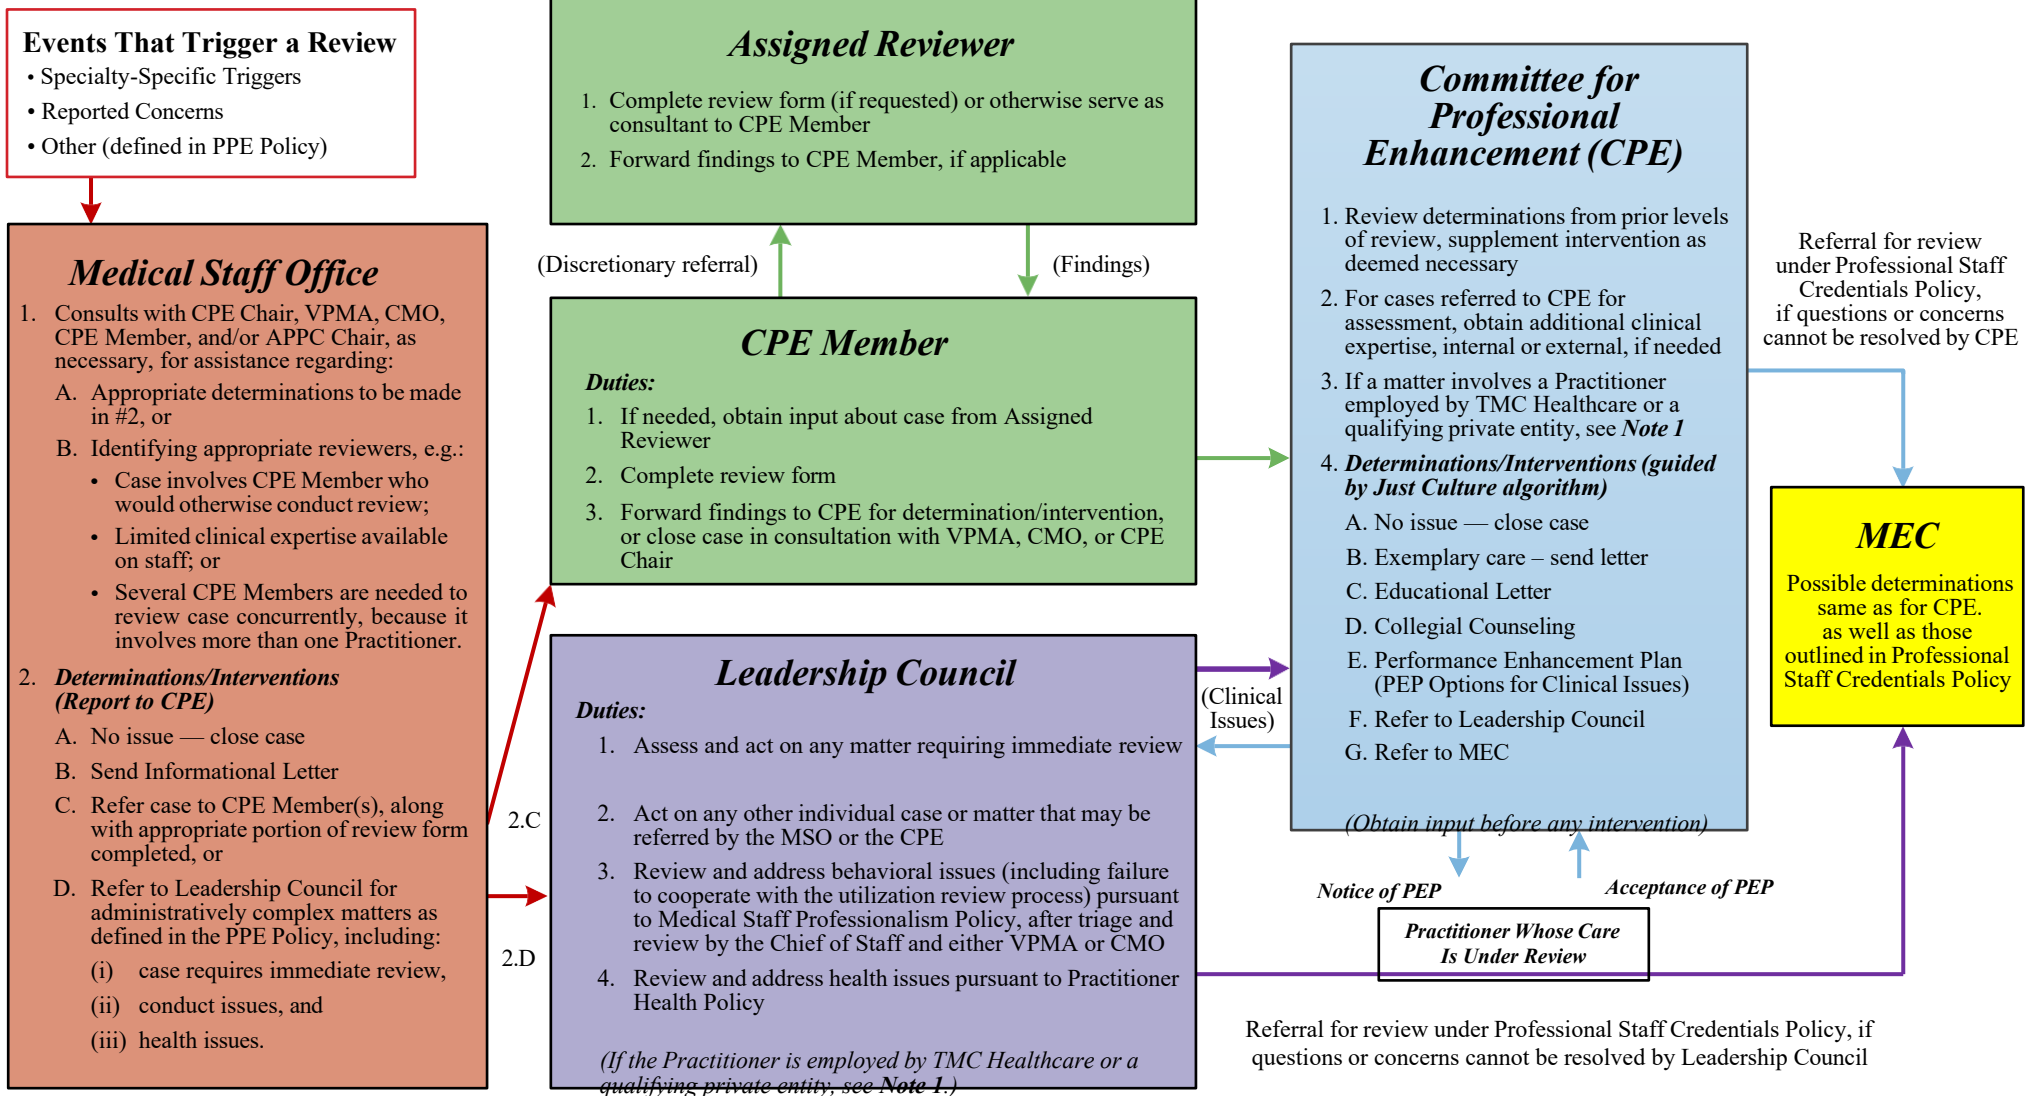 Events That Trigger a Review
• Specialty-Specific Triggers
• Reported Concerns
• Other (defined in PPE Policy)
Medical Staff Office
1. Consults with CPE Chair, VPMA, CMO,
CPE Member, and/or APPC Chair, as
necessary, for assistance regarding:
A. Appropriate determinations to be made
in #2, or
B. Identifying appropriate reviewers, e.g.:
• Case involves CPE Member who
would otherwise conduct review;
• Limited clinical expertise available
on staff; or
• Several CPE Members are needed to
review case concurrently, because it
involves more than one Practitioner.
2. Determinations/Interventions
(Report to CPE)
A. No issue — close case
B. Send Informational Letter
C. Refer case to CPE Member(s), along
with appropriate portion of review form
completed, or
D. Refer to Leadership Council for
administratively complex matters as
defined in the PPE Policy, including:
(i) case requires immediate review,
(ii) conduct issues, and
(iii) health issues.
2.C
2.D
Assigned Reviewer
1. Complete review form (if requested) or otherwise serve as
consultant to CPE Member
2. Forward findings to CPE Member, if applicable
(Discretionary referral)
(Findings)
CPE Member
Duties:
1. If needed, obtain input about case from Assigned
Reviewer
2. Complete review form
3. Forward findings to CPE for determination/intervention,
or close case in consultation with VPMA, CMO, or CPE
Chair
Leadership Council
Duties:
1. Assess and act on any matter requiring immediate review
2. Act on any other individual case or matter that may be
referred by the MSO or the CPE
3. Review and address behavioral issues (including failure
to cooperate with the utilization review process) pursuant
to Medical Staff Professionalism Policy, after triage and
review by the Chief of Staff and either VPMA or CMO
4. Review and address health issues pursuant to Practitioner
Health Policy
(If the Practitioner is employed by TMC Healthcare or a
qualifying private entity, see Note 1.)
(Clinical
Issues)
Committee for
Professional
Enhancement (CPE)
1. Review determinations from prior levels
of review, supplement intervention as
deemed necessary
2. For cases referred to CPE for
assessment, obtain additional clinical
expertise, internal or external, if needed
3. If a matter involves a Practitioner
employed by TMC Healthcare or a
qualifying private entity, see Note 1
4. Determinations/Interventions (guided
by Just Culture algorithm)
A. No issue — close case
B. Exemplary care – send letter
C. Educational Letter
D. Collegial Counseling
E. Performance Enhancement Plan
(PEP Options for Clinical Issues)
F. Refer to Leadership Council
G. Refer to MEC
(Obtain input before any intervention)
Notice of PEP
Acceptance of PEP
Practitioner Whose Care
Is Under Review
Referral for review
under Professional Staff
Credentials Policy,
if questions or concerns
cannot be resolved by CPE
MEC
Possible determinations
same as for CPE.
as well as those
outlined in Professional
Staff Credentials Policy
Referral for review under Professional Staff Credentials Policy, if
questions or concerns cannot be resolved by Leadership Council